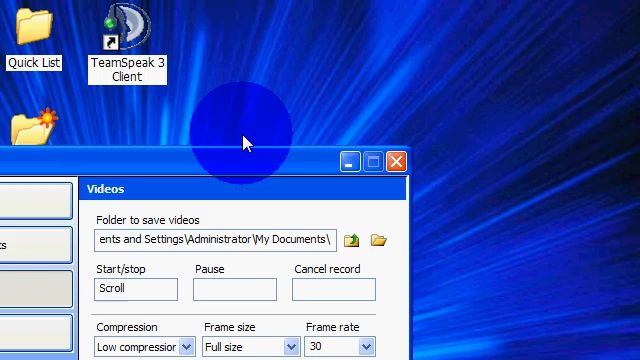 Quick List
TeamSpeak 3
Client
Videos
Folder to save videos
ents and Settings\Administrator\My Documents\
ts
Start/stop
Pause
Cancel record
Scroll
Compression
Frame size
Frame rate
Low compression
Full size
30